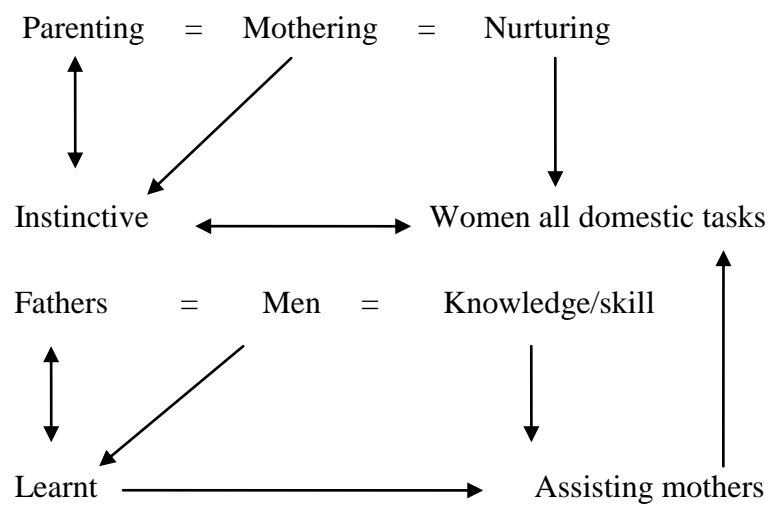 Parenting = Mothering = Nurturing
Instinctive Women all domestic tasks
Fathers = Men = Knowledge/skill
Learnt Assisting mothers